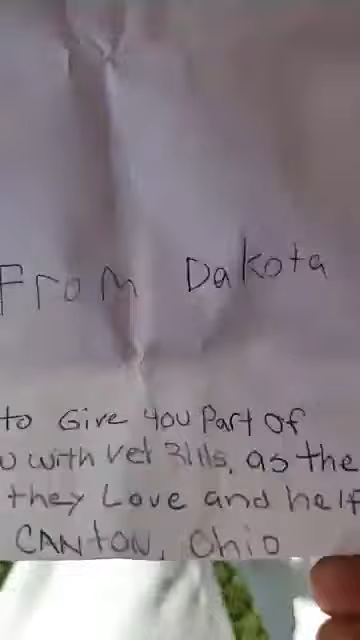 From Dakota
to Give you Part of
with Vet Bills, as the
they Love and help
CANTON, Ohio